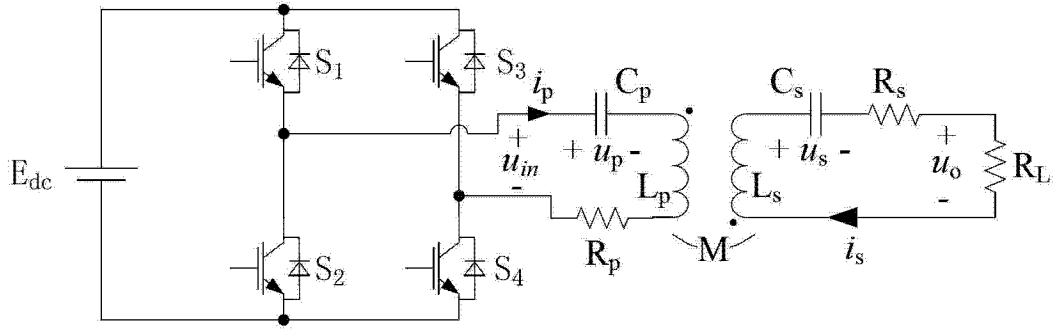 S1
S3
ip
Cp
Cs
Rs
Edc
+
uin
-
+ up -
Lp
Ls
+ us -
+
uo
-
RL
S2
Rp
M
is
S4